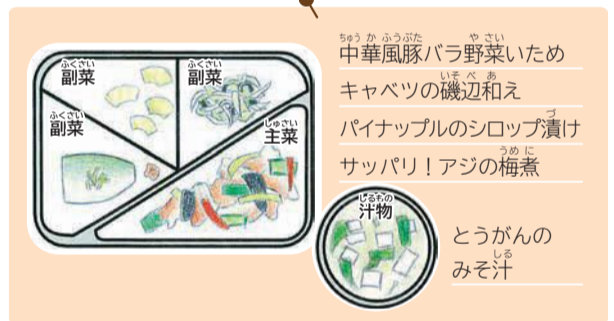 副菜
副菜
副菜
主菜
汁物
中華風豚バラ野菜いため
キャベツの磯辺和え
パイナップルのシロップ漬け
サッパリ！アジの梅煮
とうがんの
みそ汁